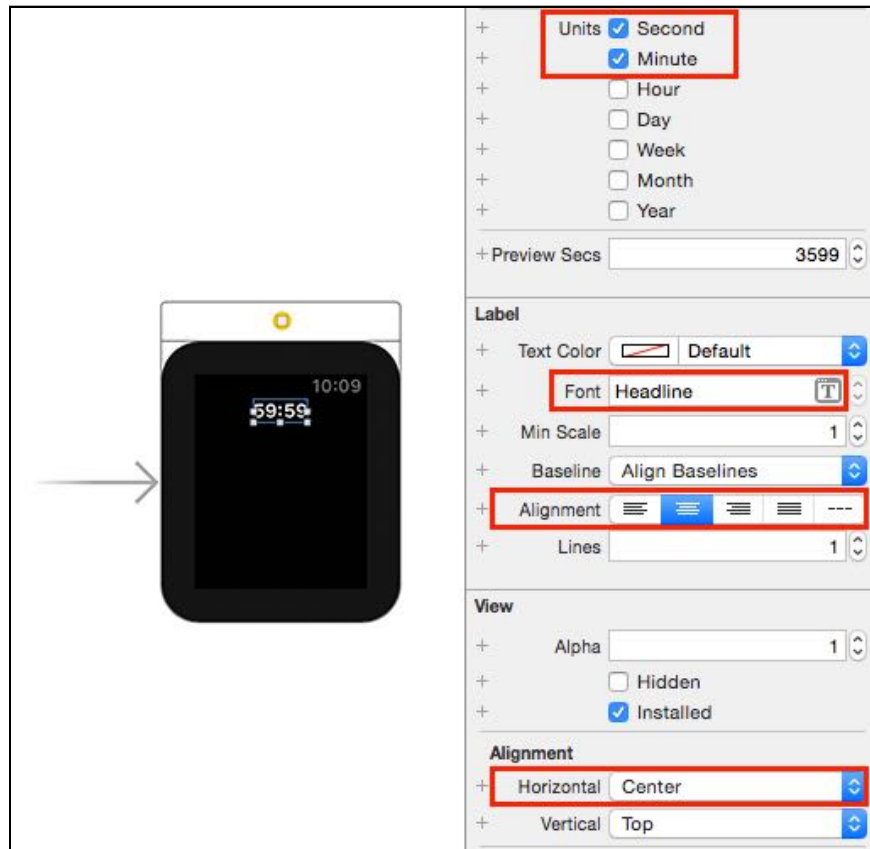 10:09
59:59
Units Second
Minute
Hour
Day
Week
Month
Year
Preview Secs 3599
Label
Text Color Default
Font Headline T
Min Scale 1
Baseline Align Baselines
Alignment
Lines 1
View
Alpha 1
Hidden
Installed
Alignment
Horizontal Center
Vertical Top